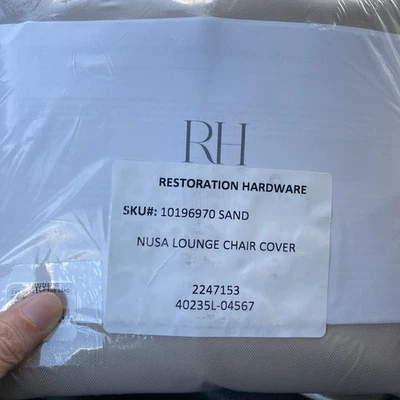 RH
RESTORATION HARDWARE
SKU#: 10196970 SAND
NUSA LOUNGE CHAIR COVER
2247153
40235L-04567